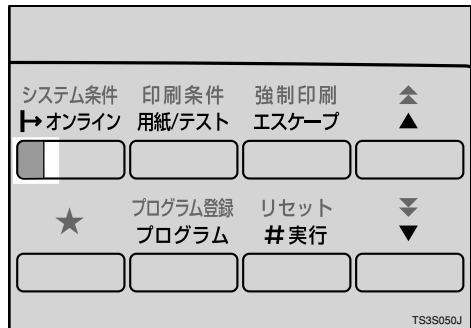 システム条件 印刷条件 強制印刷
オンライン 用紙/テスト エスケープ
プログラム登録 リセット
プログラム #実行
TS3S050J